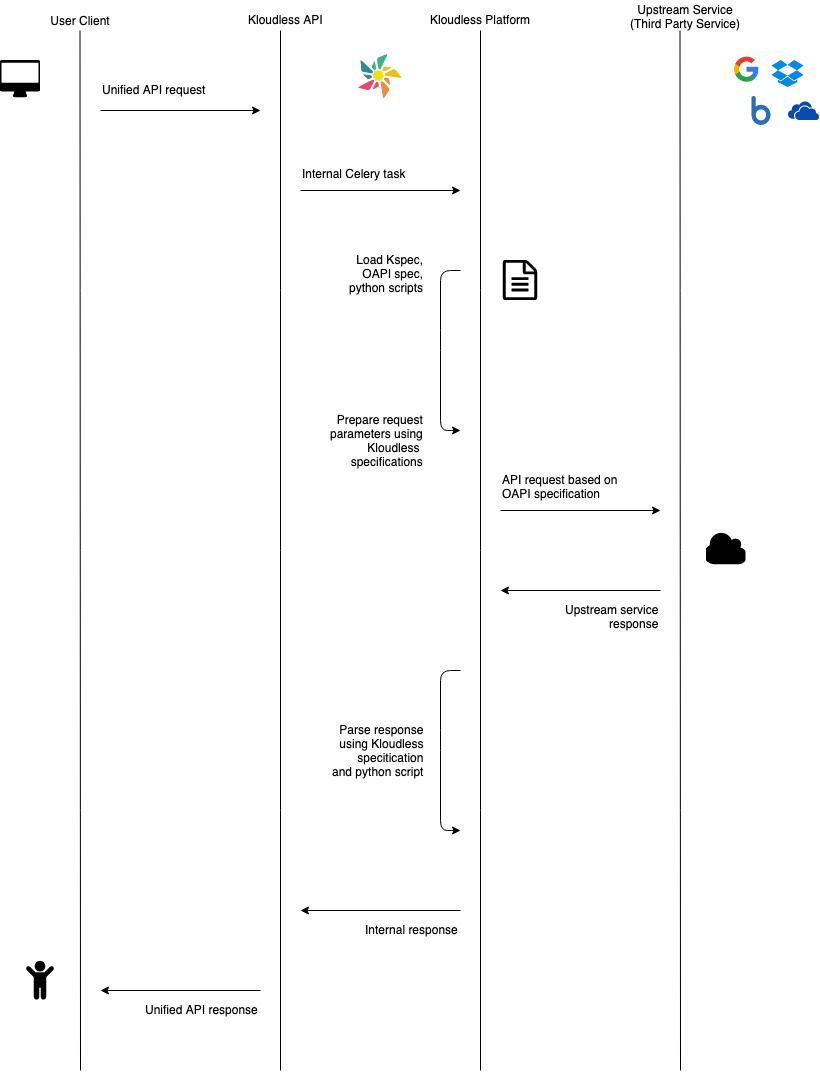 User Client
Kloudless API
Kloudless Platform
Upstream Service
(Third Party Service)
Unified API request
Internal Celery task
Load Kspec,
OAPI spec,
python scripts
Prepare request
parameters using
Kloudless
specifications
API request based on
OAPI specification
Upstream service
response
Parse response
using Kloudless
specitication
and python script
Internal response
Unified API response